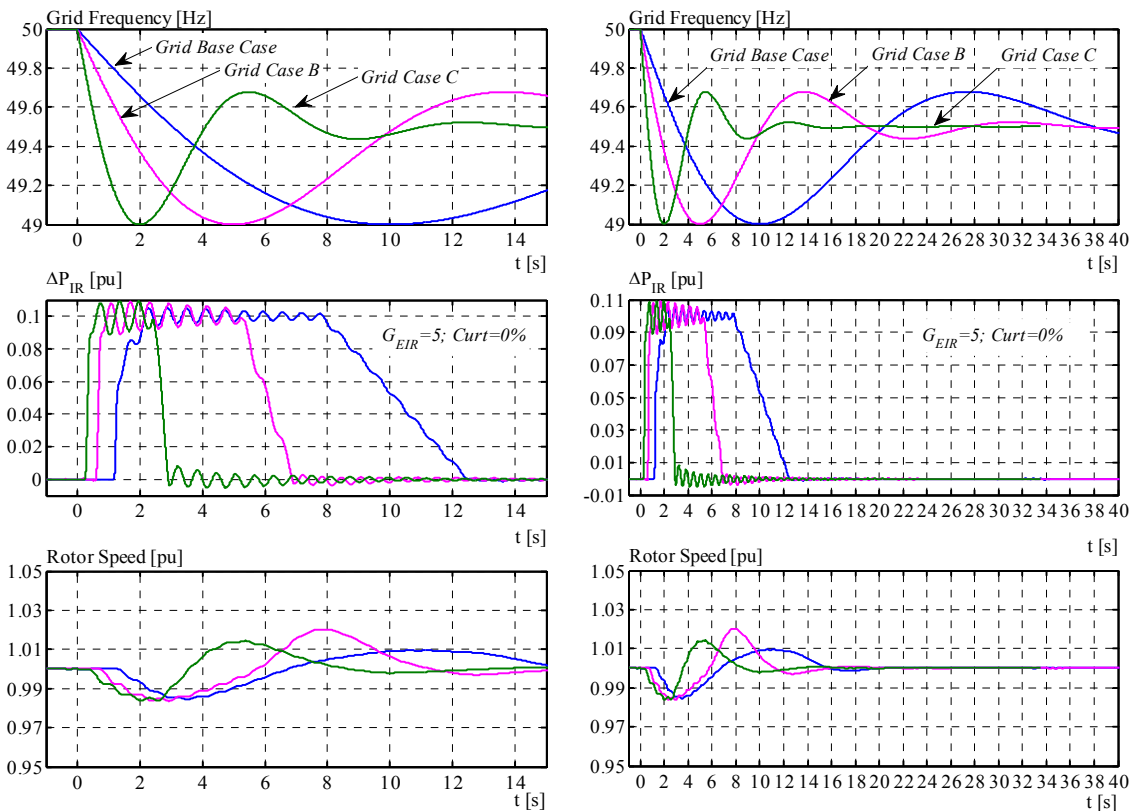 Grid Frequency [Hz]
50
49.8
49.6
49.4
49.2
49
Grid Base Case
Grid Case B
Grid Case C
0 2 4 6 8 10 12 14
t [s]
ΔP_IR [pu]
0.1
0.08
0.06
0.04
0.02
0
G_EIR=5; Curt=0%
0 2 4 6 8 10 12 14
t [s]
Rotor Speed [pu]
1.05
1.03
1.01
0.99
0.97
0.95
0 2 4 6 8 10 12 14
t [s]
Grid Frequency [Hz]
50
49.8
49.6
49.4
49.2
49
Grid Base Case
Grid Case B
Grid Case C
0 2 4 6 8 10 12 14 16 18 20 22 24 26 28 30 32 34 36 38 40
t [s]
ΔP_IR [pu]
0.11
0.09
0.07
0.05
0.03
0.01
-0.01
G_EIR=5; Curt=0%
0 2 4 6 8 10 12 14 16 18 20 22 24 26 28 30 32 34 36 38 40
t [s]
Rotor Speed [pu]
1.05
1.03
1.01
0.99
0.97
0.95
0 2 4 6 8 10 12 14 16 18 20 22 24 26 28 30 32 34 36 38 40
t [s]